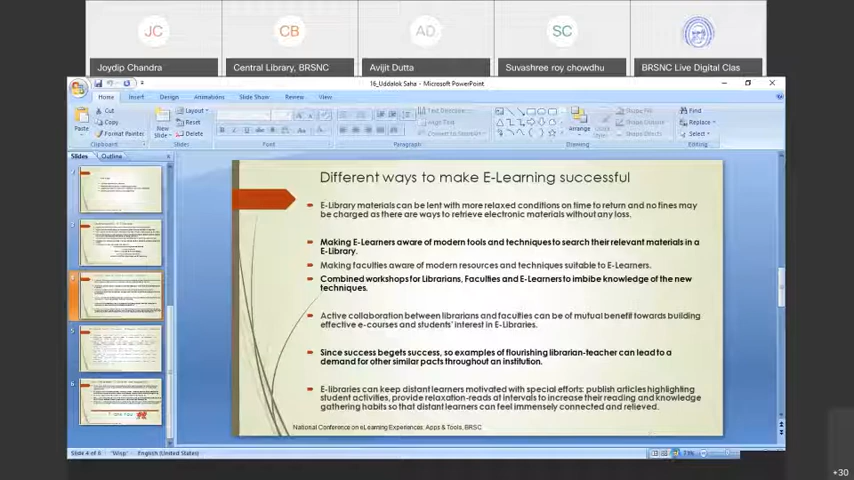 JC
CB
AD
SC
Joydip Chandra
Central Library, BRSNC
Avijit Dutta
Suvashree roy chowdhu
BRSNC Live Digital Clas
16_Uddalok Saha - Microsoft PowerPoint
Home Insert Design Animations Slide Show Review View
Paste
Cut
Copy
Format Painter
Clipboard
New Slide
Layout
Reset
Delete
Slides
Font
Text Direction
Align Text
Convert to SmartArt
Paragraph
Arrange
Quick Styles
Shape Fill
Shape Outline
Shape Effects
Drawing
Find
Replace
Select
Editing
Slides Outline
4
5
6
Different ways to make E-Learning successful
E-Library materials can be lent with more relaxed conditions on time to return and no fines may
be charged as there are ways to retrieve electronic materials without any loss.
Making E-Learners aware of modern tools and techniques to search their relevant materials in a
E-Library.
Making faculties aware of modern resources and techniques suitable to E-Learners.
Combined workshops for Librarians, Faculties and E-Learners to imbibe knowledge of the new
techniques.
Active collaboration between librarians and faculties can be of mutual benefit towards building
effective e-courses and students' interest in E-Libraries.
Since success begets success, so examples of flourishing librarian-teacher can lead to a
demand for other similar pacts throughout an institution.
E-libraries can keep distant learners motivated with special efforts: publish articles highlighting
student activities, provide relaxation-reads at intervals to increase their reading and knowledge
gathering habits so that distant learners can feel immensely connected and relieved.
National Conference on eLearning Experiences: Apps & Tools, BRSC
Slide 4 of 6 "Wisp" English (United States)
73%
+30